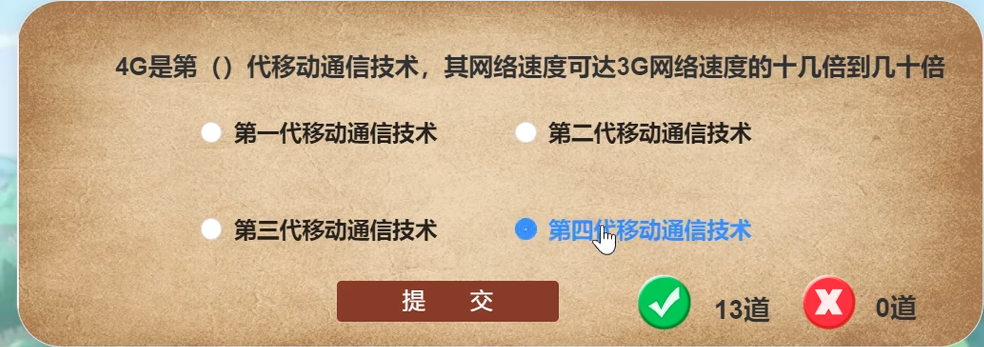 4G是第（）代移动通信技术，其网络速度可达3G网络速度的十几倍到几十倍
第一代移动通信技术 第二代移动通信技术
第三代移动通信技术 第四代移动通信技术
提 交 13道 0道